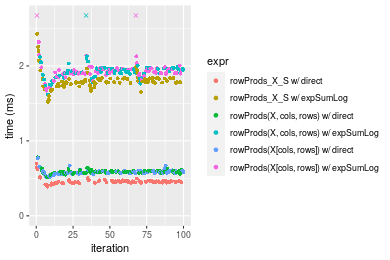 time (ms)
2
1
0
0
25
50
75
100
iteration
expr
rowProds_X_S w/ direct
rowProds_X_S w/ expSumLog
rowProds(X, cols, rows) w/ direct
rowProds(X, cols, rows) w/ expSumLog
rowProds(X[cols, rows]) w/ direct
rowProds(X[cols, rows]) w/ expSumLog